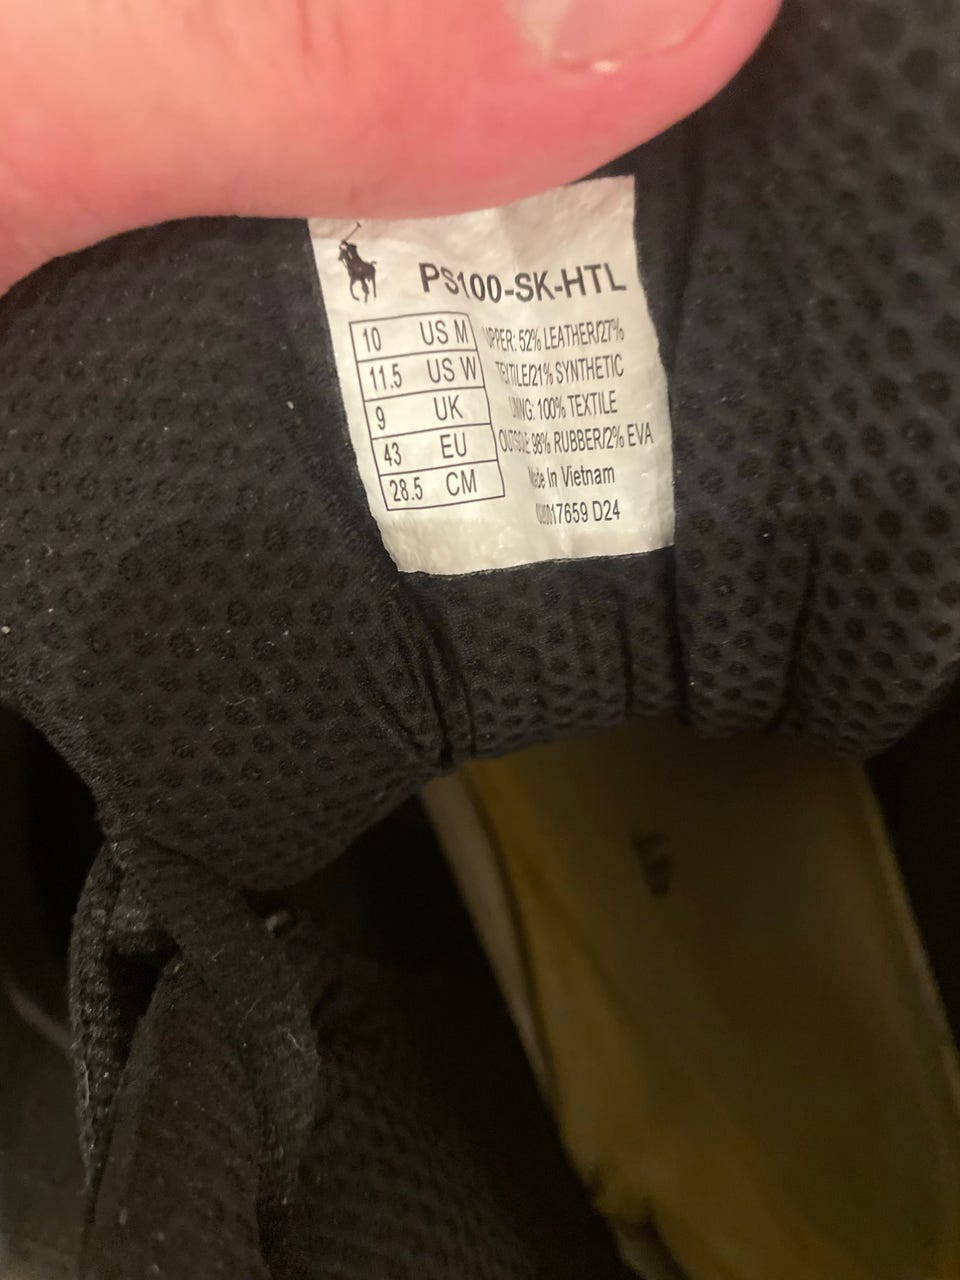 PS100-SK-HTL
10 US M
11.5 US W
9 UK
43 EU
28.5 CM
UPPER: 52% LEATHER/27%
TEXTILE/21% SYNTHETIC
LINING: 100% TEXTILE
OUTSOLE: 98% RUBBER/2% EVA
Made In Vietnam
17659 D24